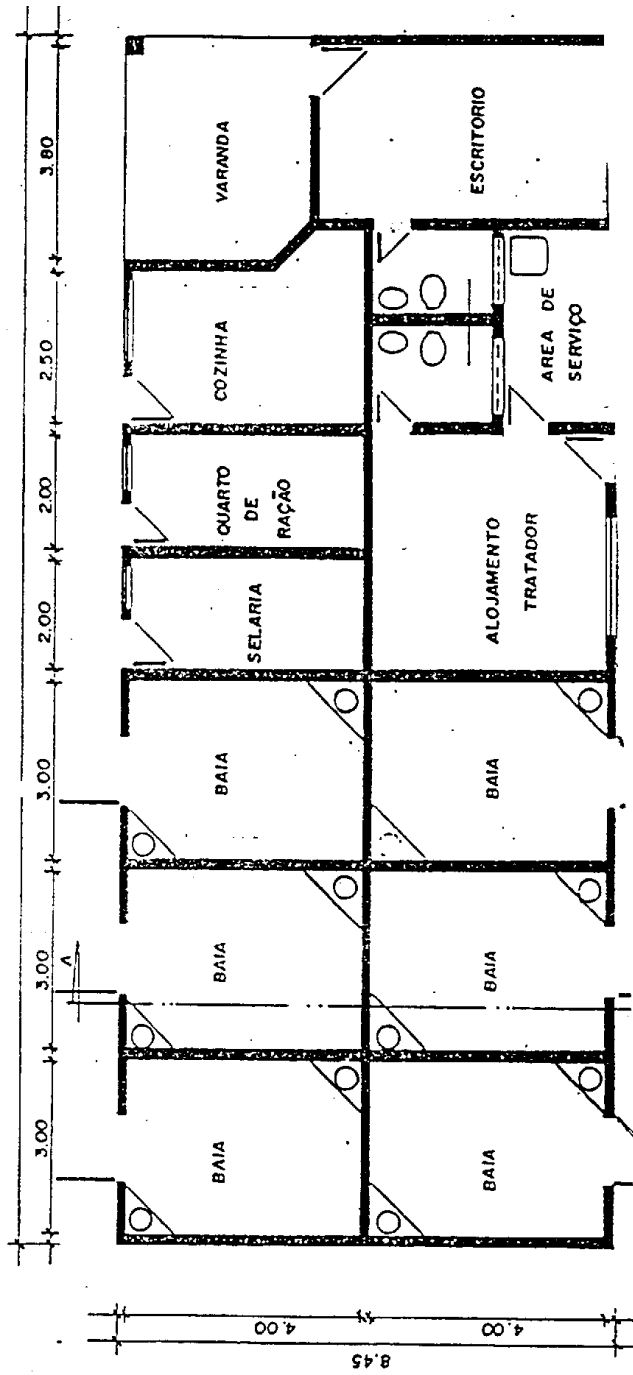 3.00
3.00
3.00
2.00
2.00
2.50
3.80
A
BAIA
BAIA
BAIA
SELARIA
QUARTO
DE
RAÇÃO
COZINHA
VARANDA
BAIA
BAIA
BAIA
ALOJAMENTO
TRATADOR
AREA DE
SERVIÇO
ESCRITORIO
4.00
4.00
8.45